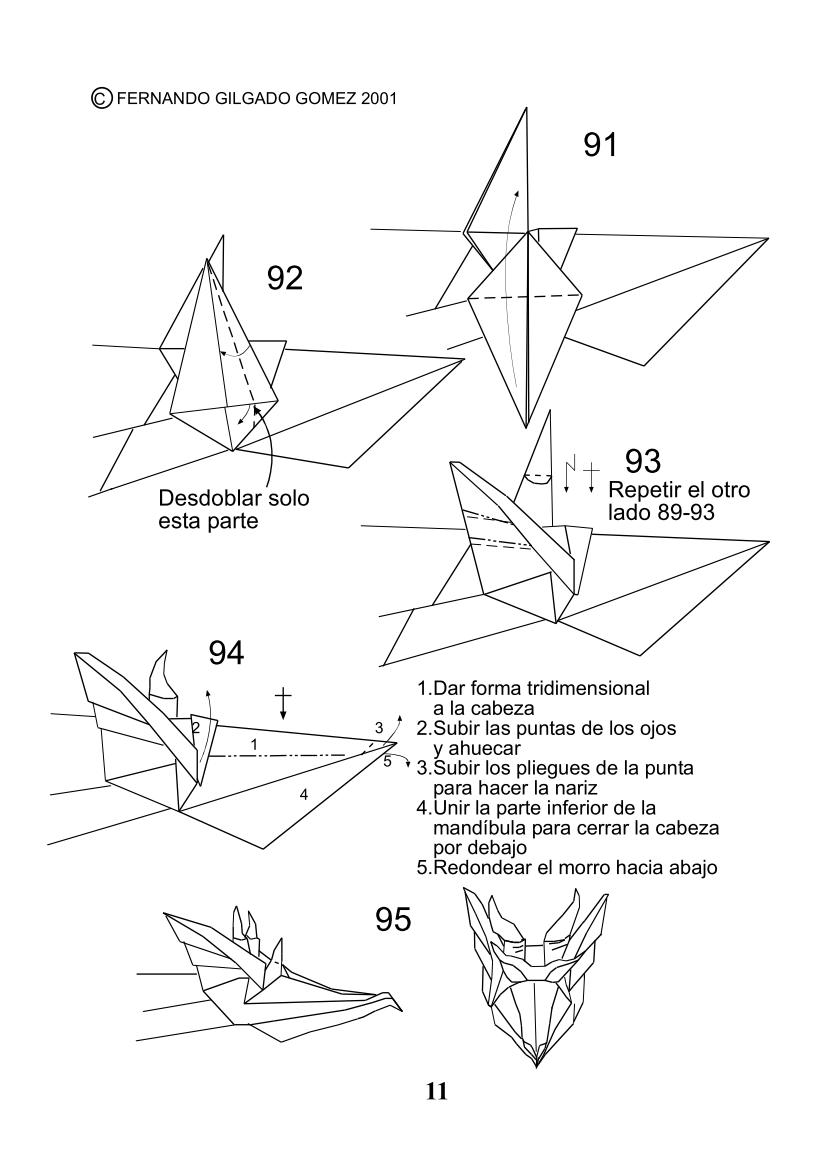 © FERNANDO GILGADO GOMEZ 2001
91
92
Desdoblar solo
esta parte
93
Repetir el otro
lado 89-93
94
2
1
3
5
4
1.Dar forma tridimensional
a la cabeza
2.Subir las puntas de los ojos
y ahuecar
3.Subir los pliegues de la punta
para hacer la nariz
4.Unir la parte inferior de la
mandíbula para cerrar la cabeza
por debajo
5.Redondear el morro hacia abajo
95
11